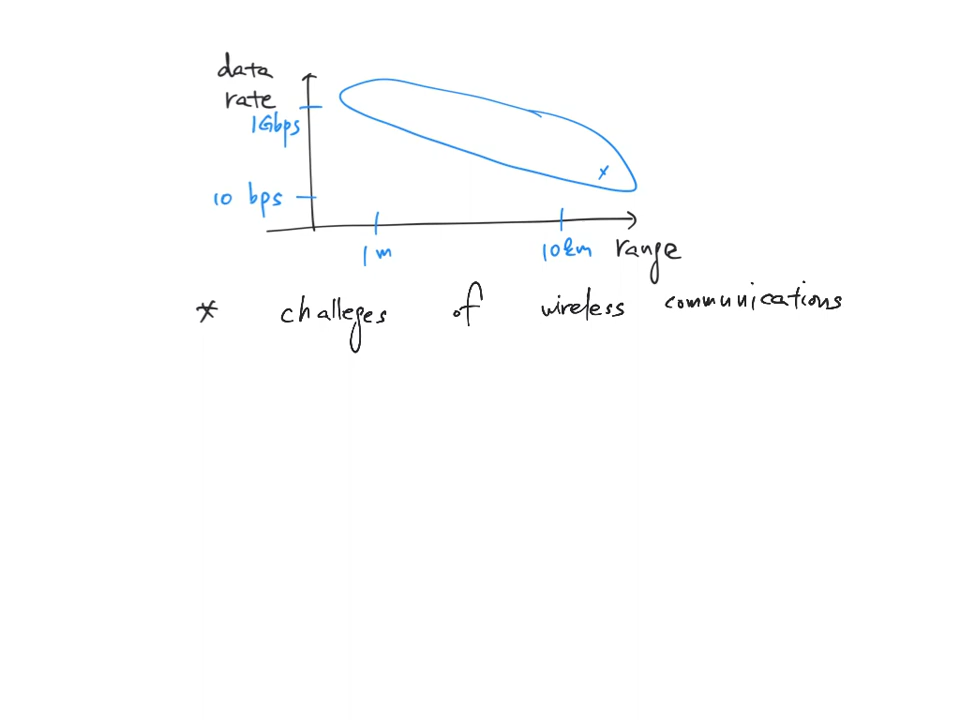 data
rate
1Gbps
10 bps
1m
10km
range
* challeges of wireless communications